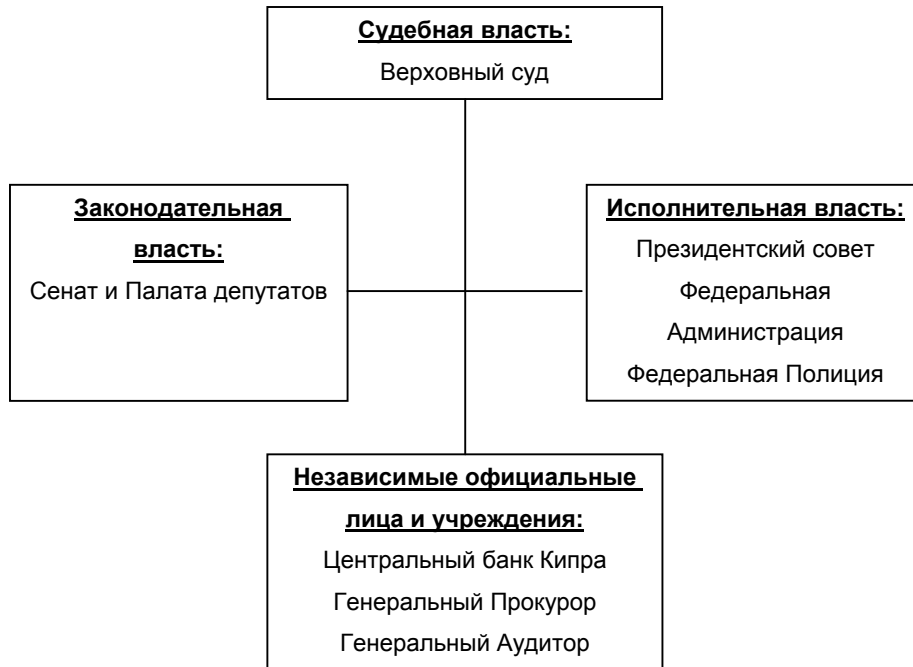 Судебная власть:
Верховный суд
Законодательная
власть:
Сенат и Палата депутатов
Исполнительная власть:
Президентский совет
Федеральная
Администрация
Федеральная Полиция
Независимые официальные
лица и учреждения:
Центральный банк Кипра
Генеральный Прокурор
Генеральный Аудитор